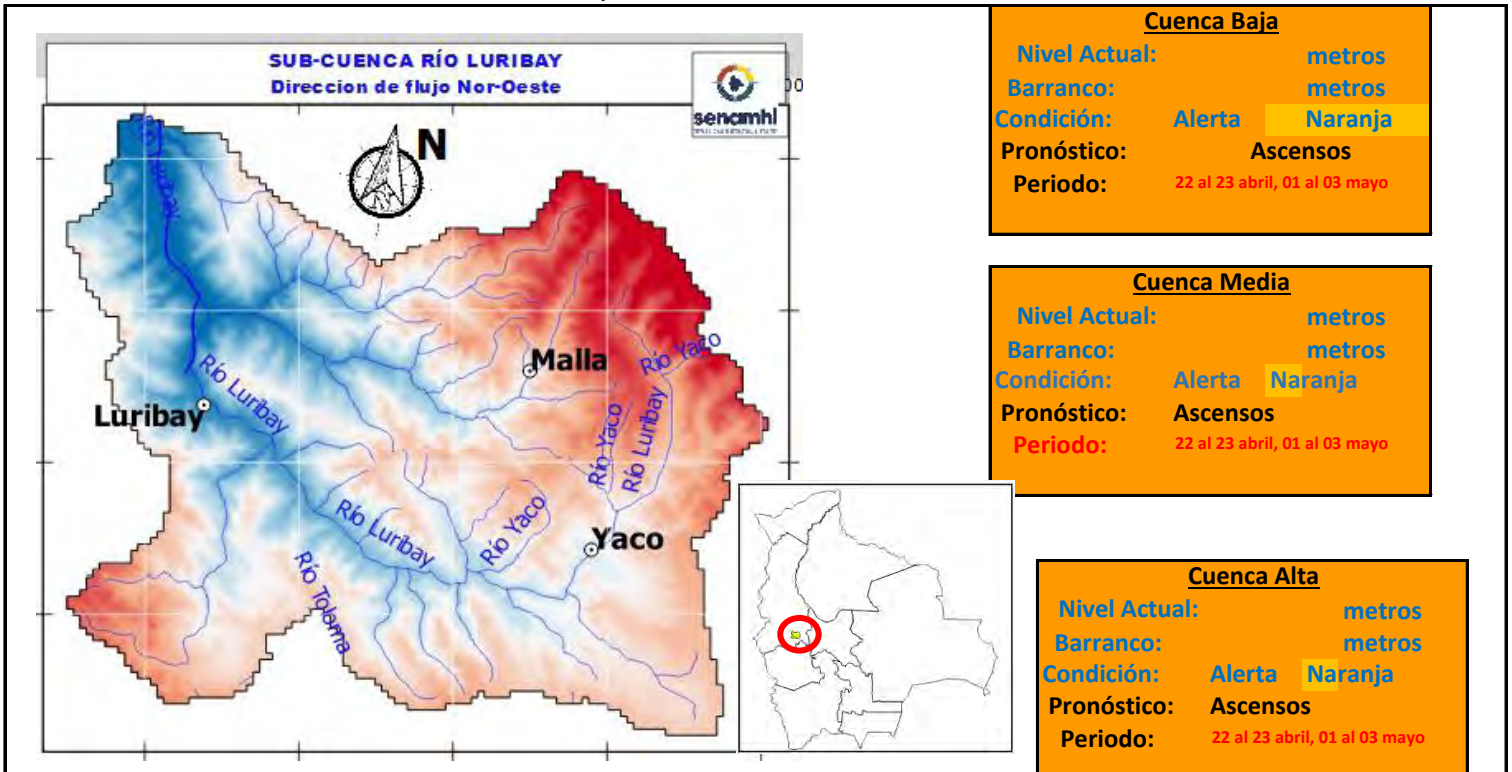 SUB-CUENCA RÍO LURIBAY
Direccion de flujo Nor-Oeste
senamhi
00
N
Río Luribay
Malla
Río Yaco
Luribay
Río Luribay
Río Yaco
Río Luribay
Río Luribay
Río Yaco
Yaco
Río Tolama
Cuenca Baja
Nivel Actual: metros
Barranco: metros
Condición: Alerta Naranja
Pronóstico: Ascensos
Periodo: 22 al 23 abril, 01 al 03 mayo
Cuenca Media
Nivel Actual: metros
Barranco: metros
Condición: Alerta Naranja
Pronóstico: Ascensos
Periodo: 22 al 23 abril, 01 al 03 mayo
Cuenca Alta
Nivel Actual: metros
Barranco: metros
Condición: Alerta Naranja
Pronóstico: Ascensos
Periodo: 22 al 23 abril, 01 al 03 mayo